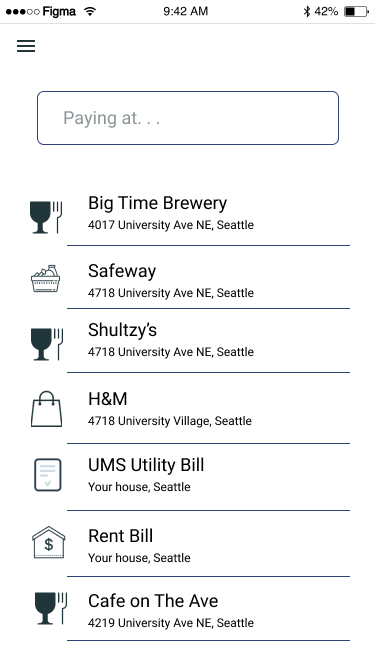 Figma 9:42 AM 42%
Paying at. . .
Big Time Brewery
4017 University Ave NE, Seattle
Safeway
4718 University Ave NE, Seattle
Shultzy’s
4718 University Ave NE, Seattle
H&M
4718 University Village, Seattle
UMS Utility Bill
Your house, Seattle
$
Rent Bill
Your house, Seattle
Cafe on The Ave
4219 University Ave NE, Seattle